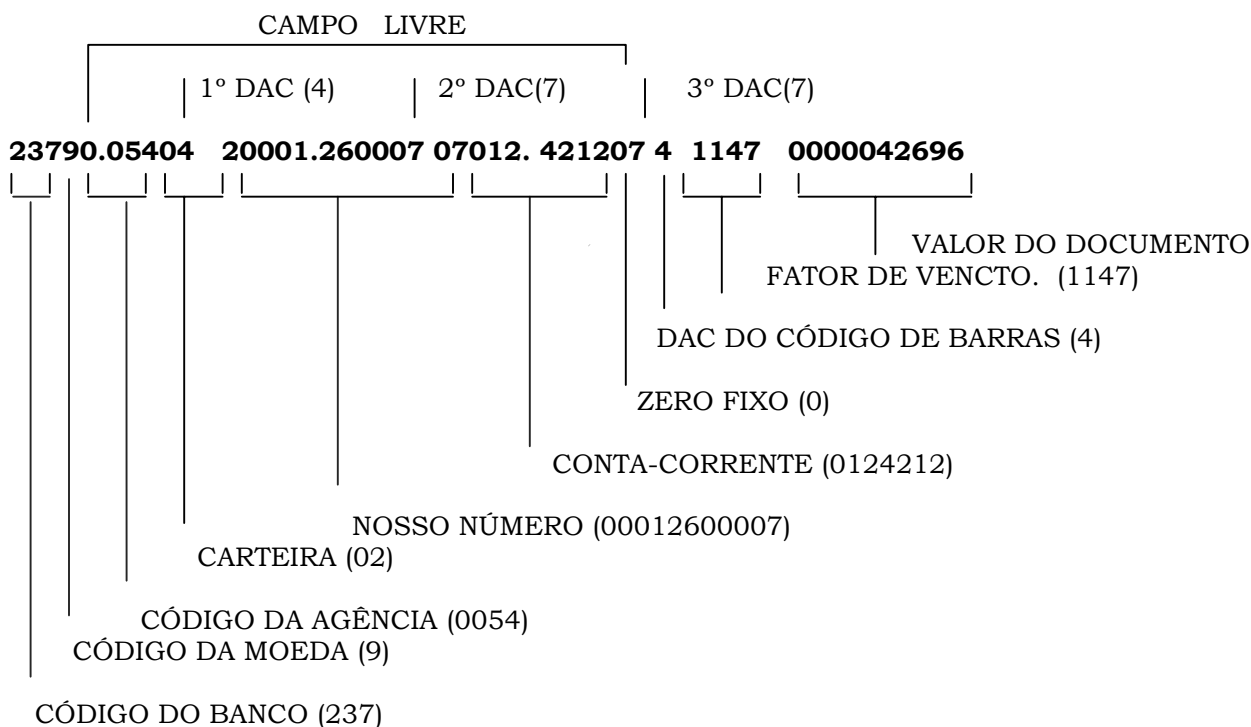 CAMPO LIVRE
1º DAC (4) 2º DAC(7) 3º DAC(7)
23790.05404 20001.260007 07012. 421207 4 1147 0000042696
VALOR DO DOCUMENTO
FATOR DE VENCTO. (1147)
DAC DO CÓDIGO DE BARRAS (4)
ZERO FIXO (0)
CONTA-CORRENTE (0124212)
NOSSO NÚMERO (00012600007)
CARTEIRA (02)
CÓDIGO DA AGÊNCIA (0054)
CÓDIGO DA MOEDA (9)
CÓDIGO DO BANCO (237)